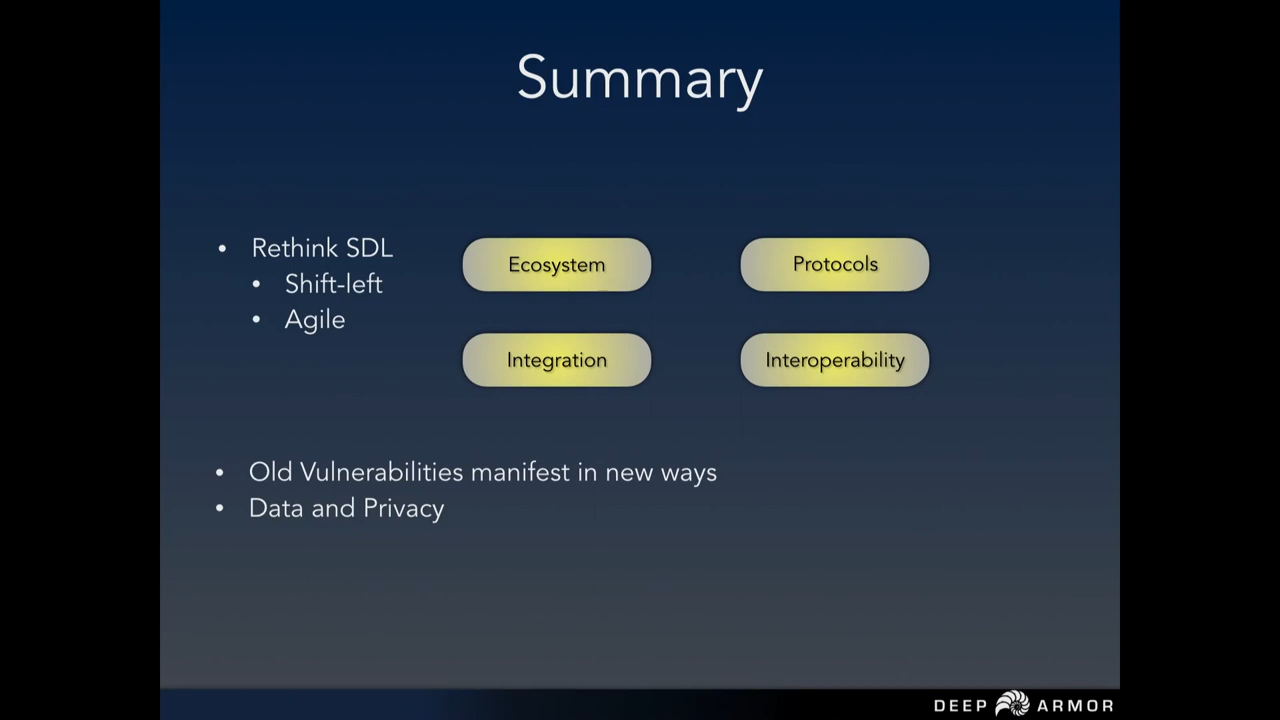 Summary
• Rethink SDL
• Shift-left
• Agile
Ecosystem
Protocols
Integration
Interoperability
• Old Vulnerabilities manifest in new ways
• Data and Privacy
DEEP ARMOR